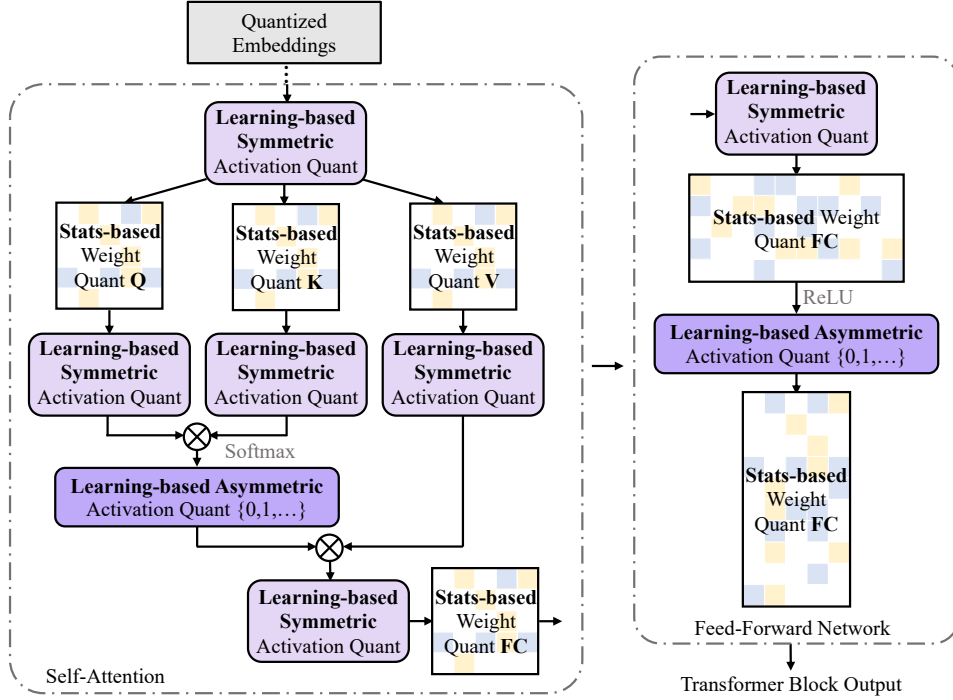 Quantized
Embeddings
Learning-based
Symmetric
Activation Quant
Stats-based
Weight
Quant Q
Stats-based
Weight
Quant K
Stats-based
Weight
Quant V
Learning-based
Symmetric
Activation Quant
Learning-based
Symmetric
Activation Quant
Learning-based
Symmetric
Activation Quant
Softmax
Learning-based Asymmetric
Activation Quant {0,1,…}
Learning-based
Symmetric
Activation Quant
Stats-based
Weight
Quant FC
Self-Attention
Learning-based
Symmetric
Activation Quant
Stats-based Weight
Quant FC
ReLU
Learning-based Asymmetric
Activation Quant {0,1,…}
Stats-based
Weight
Quant FC
Feed-Forward Network
Transformer Block Output